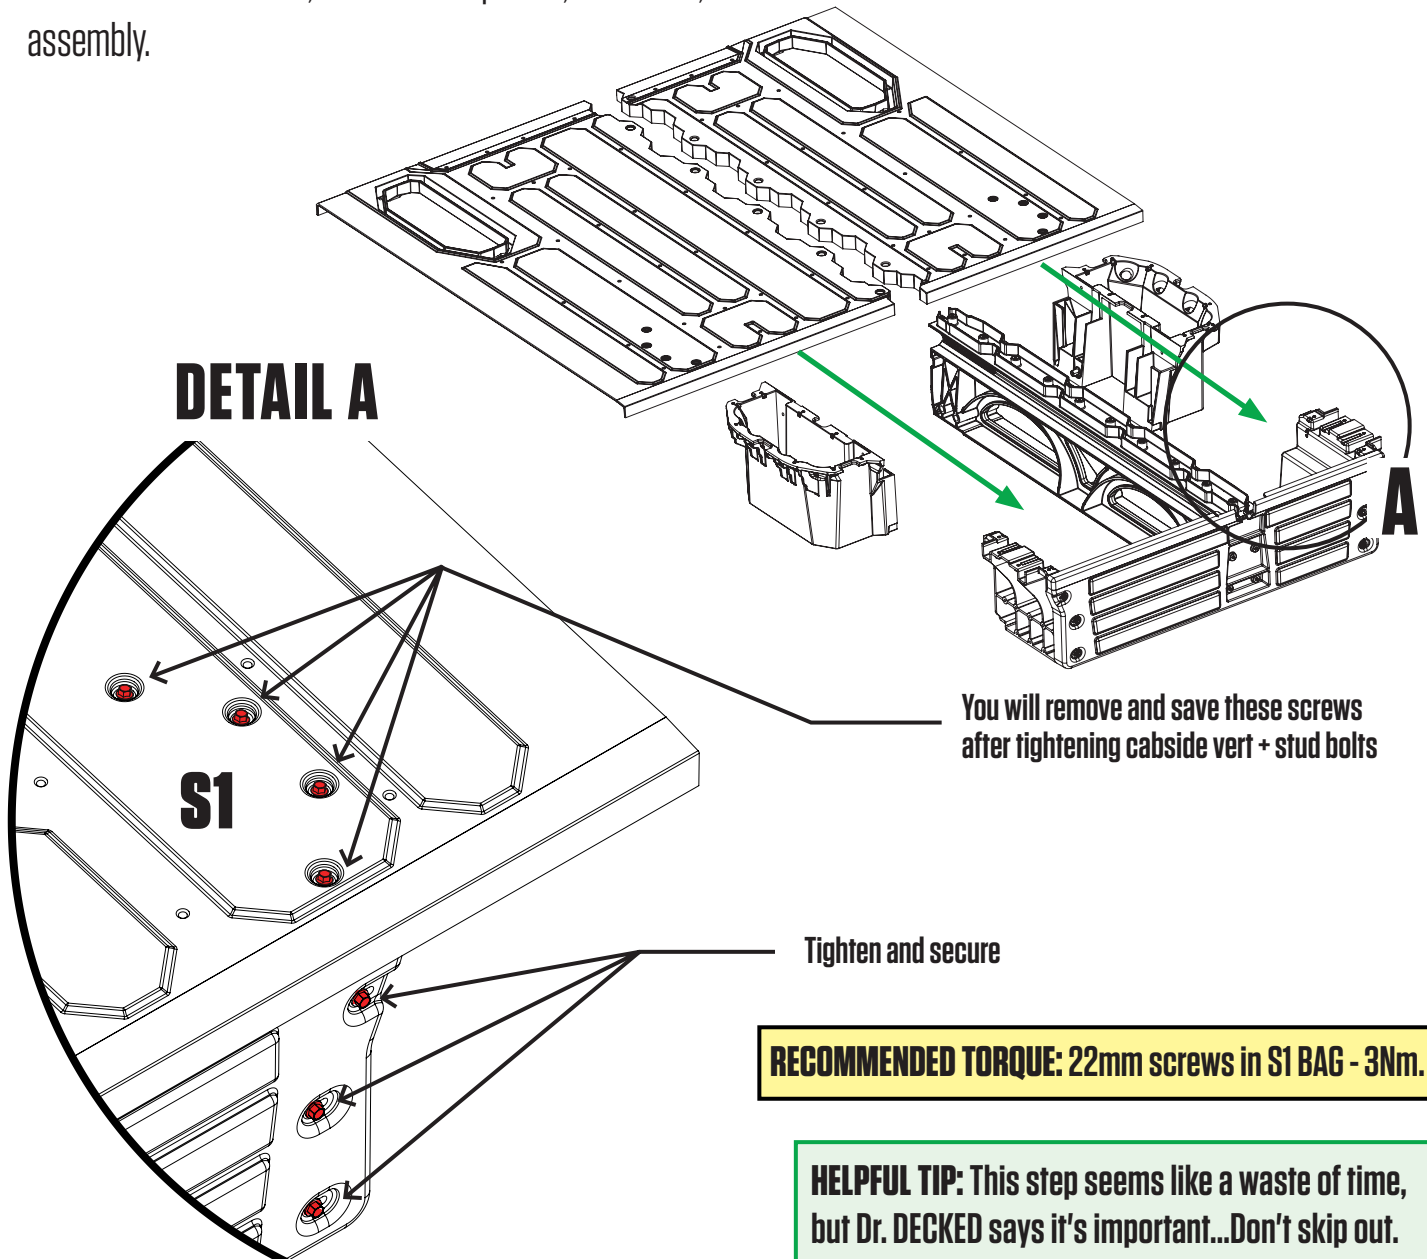 assembly.
DETAIL A
A
You will remove and save these screws
after tightening cabside vert + stud bolts
S1
Tighten and secure
RECOMMENDED TORQUE: 22mm screws in S1 BAG - 3Nm.
HELPFUL TIP: This step seems like a waste of time,
but Dr. DECKED says it's important...Don't skip out.